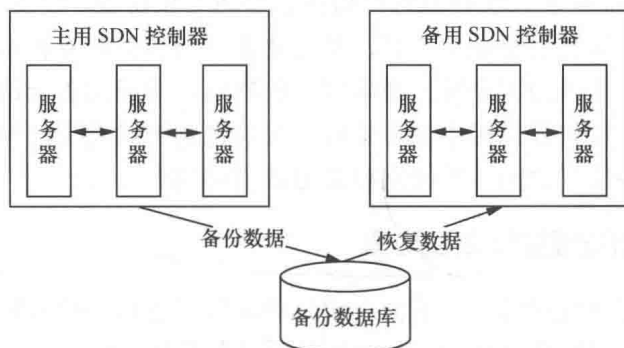 主用 SDN 控制器
服务器
服务器
服务器
备用 SDN 控制器
服务器
服务器
服务器
备份数据
恢复数据
备份数据库